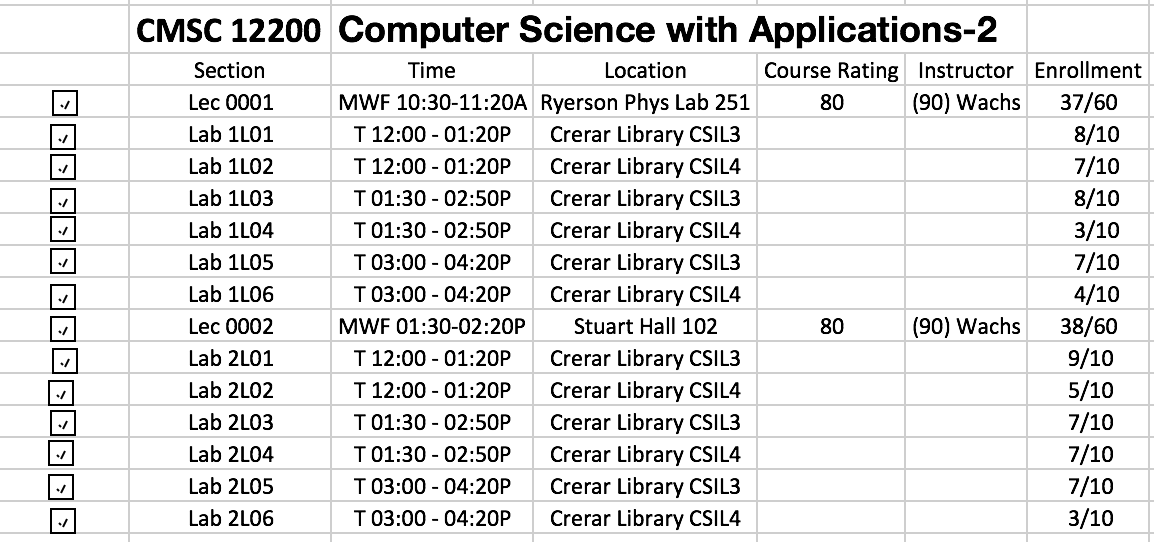 CMSC 12200 Computer Science with Applications-2
Section Time Location Course Rating Instructor Enrollment
Lec 0001 MWF 10:30-11:20A Ryerson Phys Lab 251 80 (90) Wachs 37/60
Lab 1L01 T 12:00 - 01:20P Crerar Library CSIL3 8/10
Lab 1L02 T 12:00 - 01:20P Crerar Library CSIL4 7/10
Lab 1L03 T 01:30 - 02:50P Crerar Library CSIL3 8/10
Lab 1L04 T 01:30 - 02:50P Crerar Library CSIL4 3/10
Lab 1L05 T 03:00 - 04:20P Crerar Library CSIL3 7/10
Lab 1L06 T 03:00 - 04:20P Crerar Library CSIL4 4/10
Lec 0002 MWF 01:30-02:20P Stuart Hall 102 80 (90) Wachs 38/60
Lab 2L01 T 12:00 - 01:20P Crerar Library CSIL3 9/10
Lab 2L02 T 12:00 - 01:20P Crerar Library CSIL4 5/10
Lab 2L03 T 01:30 - 02:50P Crerar Library CSIL3 7/10
Lab 2L04 T 01:30 - 02:50P Crerar Library CSIL4 7/10
Lab 2L05 T 03:00 - 04:20P Crerar Library CSIL3 7/10
Lab 2L06 T 03:00 - 04:20P Crerar Library CSIL4 3/10